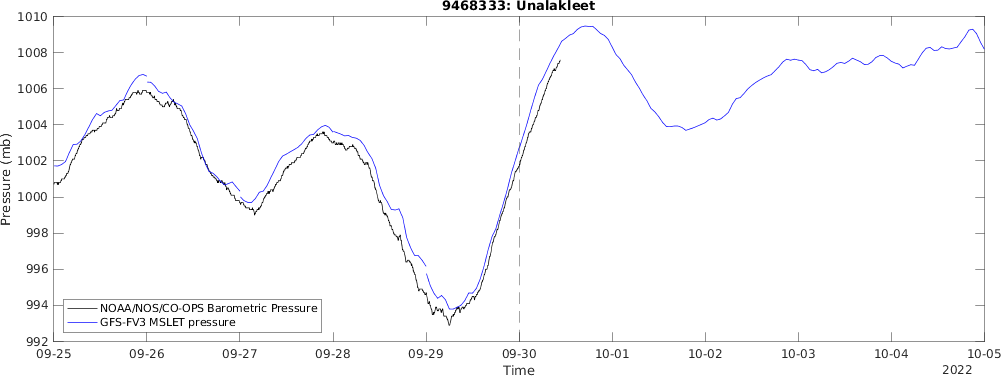 9468333: Unalakleet
1010
1008
1006
1004
1002
1000
998
996
994
992
Pressure (mb)
NOAA/NOS/CO-OPS Barometric Pressure
GFS-FV3 MSLET pressure
09-25 09-26 09-27 09-28 09-29 09-30 10-01 10-02 10-03 10-04 10-05
Time
2022